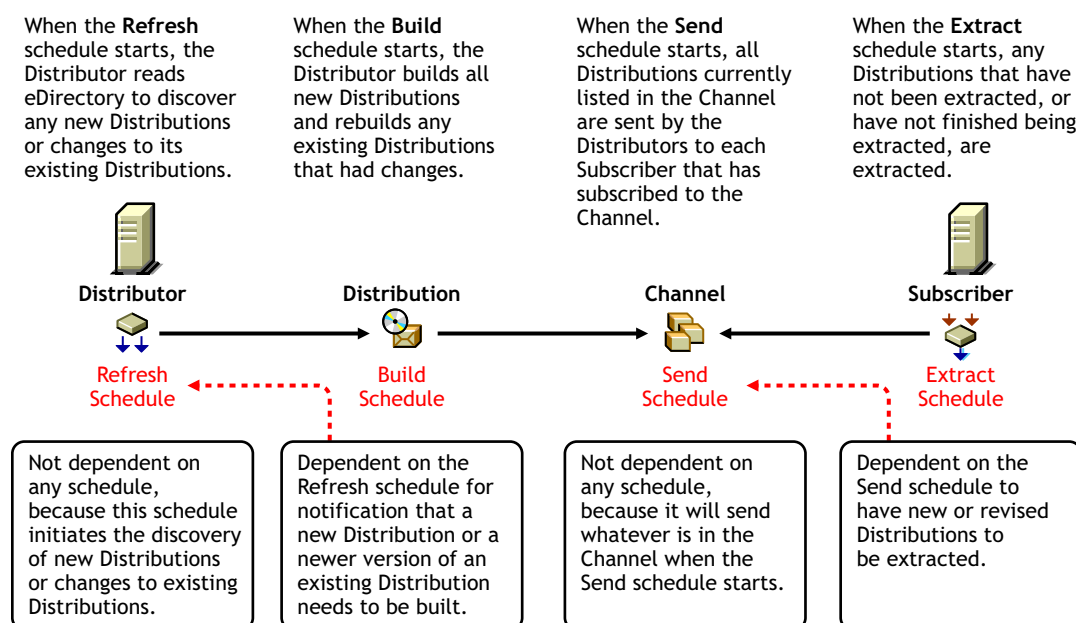 When the Refresh
schedule starts, the
Distributor reads
eDirectory to discover
any new Distributions
or changes to its
existing Distributions.
When the Build
schedule starts, the
Distributor builds all
new Distributions
and rebuilds any
existing Distributions
that had changes.
When the Send
schedule starts, all
Distributions currently
listed in the Channel
are sent by the
Distributors to each
Subscriber that has
subscribed to the
Channel.
When the Extract
schedule starts, any
Distributions that have
not been extracted, or
have not finished being
extracted, are
extracted.
Distributor
Distribution
Channel
Subscriber
Refresh
Schedule
Build
Schedule
Send
Schedule
Extract
Schedule
Not dependent on
any schedule,
because this schedule
initiates the discovery
of new Distributions
or changes to existing
Distributions.
Dependent on the
Refresh schedule for
notification that a
new Distribution or a
newer version of an
existing Distribution
needs to be built.
Not dependent on
any schedule,
because it will send
whatever is in the
Channel when the
Send schedule starts.
Dependent on the
Send schedule to
have new or revised
Distributions to
be extracted.